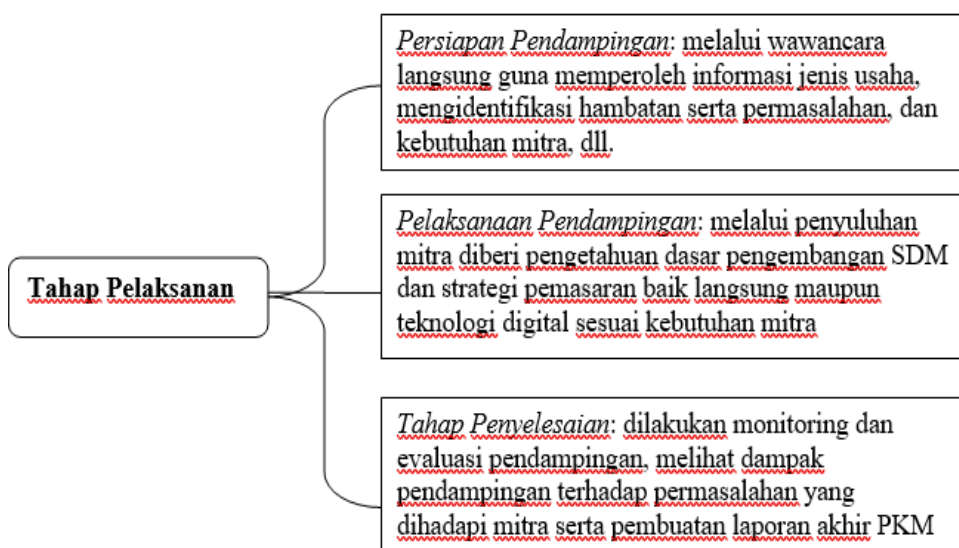 Persiapan Pendampingan: melalui wawancara
langsung guna memperoleh informasi jenis usaha,
mengidentifikasi hambatan serta permasalahan, dan
kebutuhan mitra, dll.
Pelaksanaan Pendampingan: melalui penyuluhan
mitra diberi pengetahuan dasar pengembangan SDM
dan strategi pemasaran baik langsung maupun
teknologi digital sesuai kebutuhan mitra
Tahap Pelaksanan
Tahap Penyelesaian: dilakukan monitoring dan
evaluasi pendampingan, melihat dampak
pendampingan terhadap permasalahan yang
dihadapi mitra serta pembuatan laporan akhir PKM